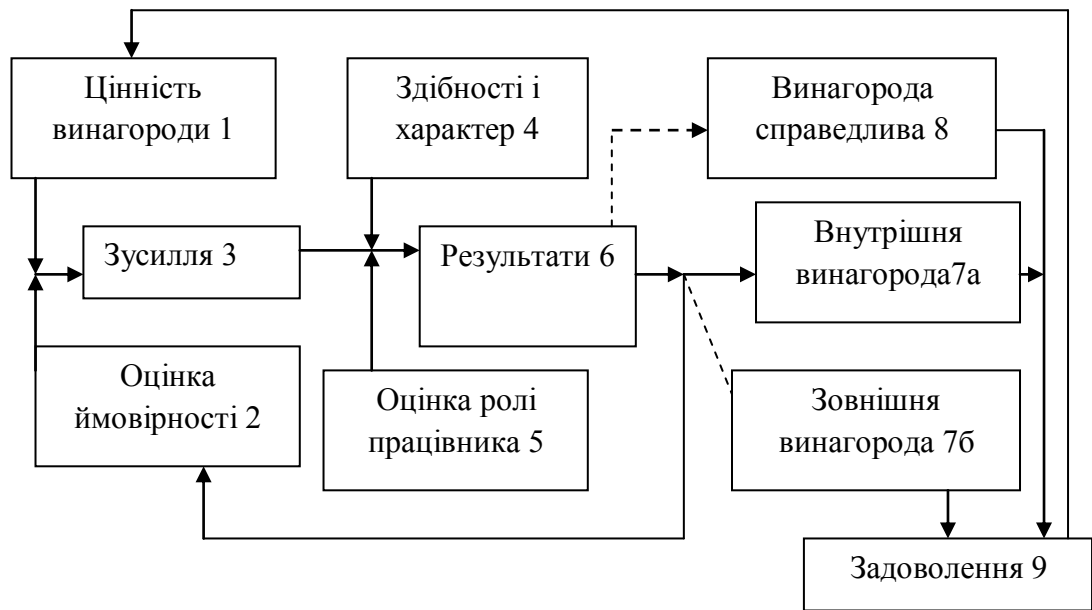 Цінність
винагороди 1
Здібності і
характер 4
Винагорода
справедлива 8
Зусилля 3
Результати 6
Внутрішня
винагорода7а
Оцінка
ймовірності 2
Оцінка ролі
працівника 5
Зовнішня
винагорода 7б
Задоволення 9